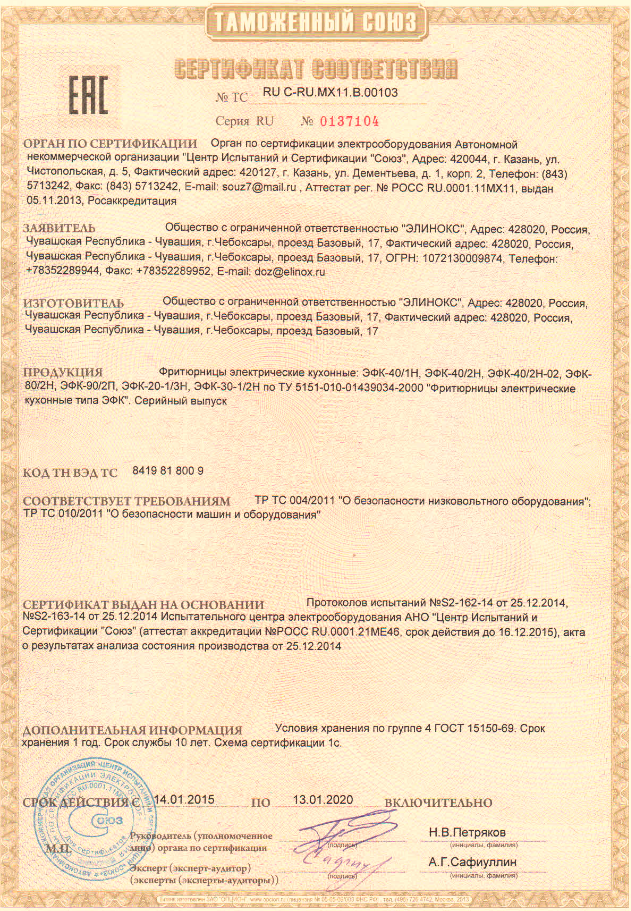 ТАМОЖЕННЫЙ СОЮЗ
СЕРТИФИКАТ СООТВЕТСТВИЯ
ЕАС
№ ТС RU C-RU.МХ11.В.00103
Серия RU № 0137104
ОРГАН ПО СЕРТИФИКАЦИИ Орган по сертификации электрооборудования Автономной
некоммерческой организации "Центр Испытаний и Сертификации "Союз", Адрес: 420044, г. Казань, ул.
Чистопольская, д. 5, Фактический адрес: 420127, г. Казань, ул. Дементьева, д. 1, корп. 2, Телефон: (843)
5713242, Факс: (843) 5713242, E-mail: souz7@mail.ru , Аттестат рег. № РОСС RU.0001.11МХ11, выдан
05.11.2013, Росаккредитация
ЗАЯВИТЕЛЬ Общество с ограниченной ответственностью "ЭЛИНОКС", Адрес: 428020, Россия,
Чувашская Республика - Чувашия, г.Чебоксары, проезд Базовый, 17, Фактический адрес: 428020, Россия,
Чувашская Республика - Чувашия, г.Чебоксары, проезд Базовый, 17, ОГРН: 1072130009874, Телефон:
+78352289944, Факс: +78352289952, E-mail: doz@elinox.ru
ИЗГОТОВИТЕЛЬ Общество с ограниченной ответственностью "ЭЛИНОКС", Адрес: 428020, Россия,
Чувашская Республика - Чувашия, г.Чебоксары, проезд Базовый, 17, Фактический адрес: 428020, Россия,
Чувашская Республика - Чувашия, г.Чебоксары, проезд Базовый, 17
ПРОДУКЦИЯ Фритюрницы электрические кухонные: ЭФК-40/1Н, ЭФК-40/2Н, ЭФК-40/2Н-02, ЭФК-
80/2Н, ЭФК-90/2П, ЭФК-20-1/3Н, ЭФК-30-1/2Н по ТУ 5151-010-01439034-2000 "Фритюрницы электрические
кухонные типа ЭФК". Серийный выпуск
КОД ТН ВЭД ТС 8419 81 800 9
СООТВЕТСТВУЕТ ТРЕБОВАНИЯМ ТР ТС 004/2011 "О безопасности низковольтного оборудования";
ТР ТС 010/2011 "О безопасности машин и оборудования"
СЕРТИФИКАТ ВЫДАН НА ОСНОВАНИИ Протоколов испытаний №S2-162-14 от 25.12.2014,
№S2-163-14 от 25.12.2014 Испытательного центра электрооборудования АНО "Центр Испытаний и
Сертификации "Союз" (аттестат аккредитации №РОСС RU.0001.21МЕ46, срок действия до 16.12.2015), акта
о результатах анализа состояния производства от 25.12.2014
ДОПОЛНИТЕЛЬНАЯ ИНФОРМАЦИЯ Условия хранения по группе 4 ГОСТ 15150-69. Срок
хранения 1 год. Срок службы 10 лет. Схема сертификации 1с.
СРОК ДЕЙСТВИЯ С 14.01.2015 ПО 13.01.2020 ВКЛЮЧИТЕЛЬНО
СОЮЗ
Для сертификатов
М.П.
Руководитель (уполномоченное
лицо) органа по сертификации
(подпись)
Н.В.Петряков
(инициалы, фамилия)
Эксперт (эксперт-аудитор)
(эксперты (эксперты-аудиторы))
(подпись)
А.Г.Сафиуллин
(инициалы, фамилия)